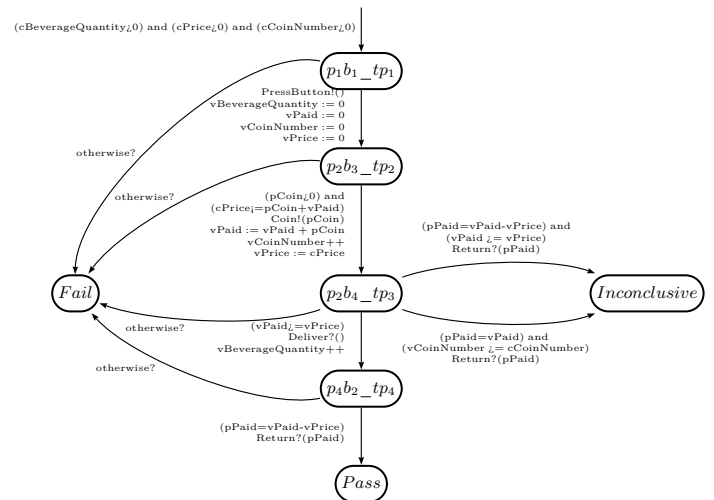 (cBeverageQuantity¿0) and (cPrice¿0) and (cCoinNumber¿0)
p1b1_tp1
PressButton!()
vBeverageQuantity := 0
vPaid := 0
vCoinNumber := 0
vPrice := 0
otherwise?
p2b3_tp2
otherwise?
(pCoin¿0) and
(cPrice¡=pCoin+vPaid)
Coin!(pCoin)
vPaid := vPaid + pCoin
vCoinNumber++
vPrice := cPrice
(pPaid=vPaid-vPrice) and
(vPaid ¿= vPrice)
Return?(pPaid)
Fail
p2b4_tp3
Inconclusive
otherwise?
(vPaid¿=vPrice)
Deliver?()
vBeverageQuantity++
(pPaid=vPaid) and
(vCoinNumber ¿= cCoinNumber)
Return?(pPaid)
otherwise?
p4b2_tp4
(pPaid=vPaid-vPrice)
Return?(pPaid)
Pass